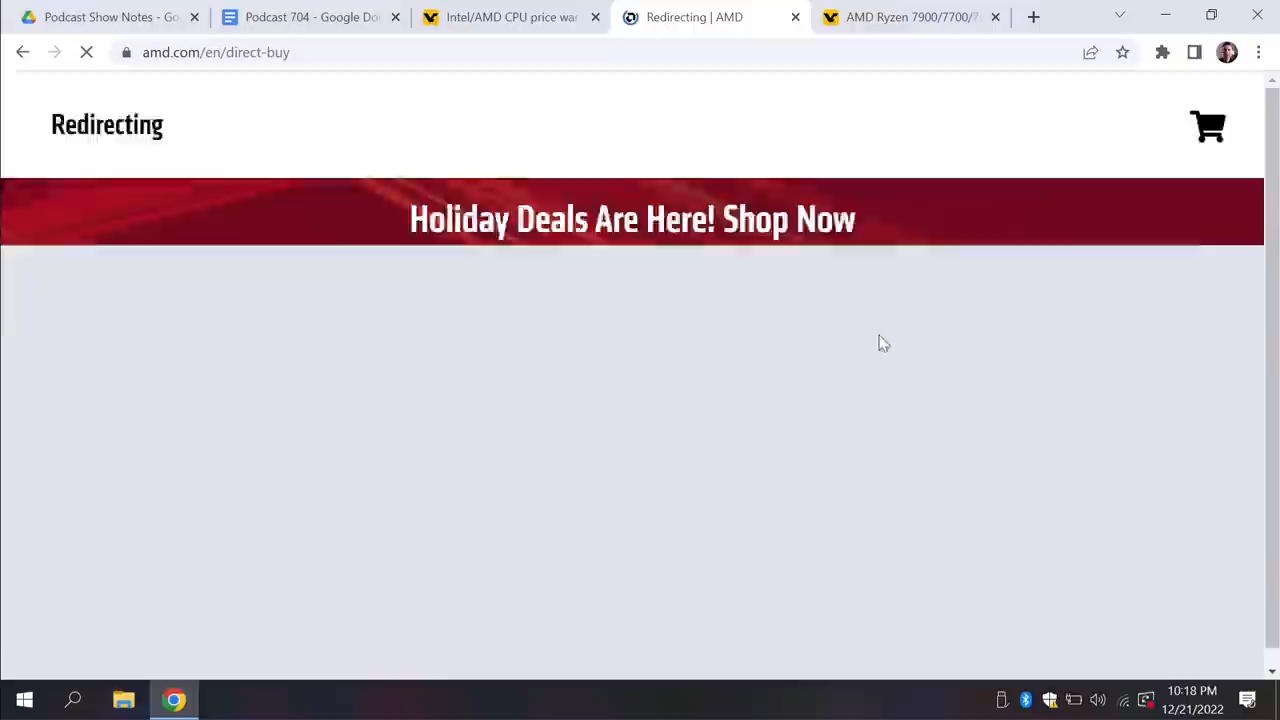 Podcast Show Notes - Go
Podcast 704 - Google Do
Intel/AMD CPU price war
Redirecting | AMD
AMD Ryzen 7900/7700/7
amd.com/en/direct-buy
Redirecting
Holiday Deals Are Here! Shop Now
10:18 PM
12/21/2022